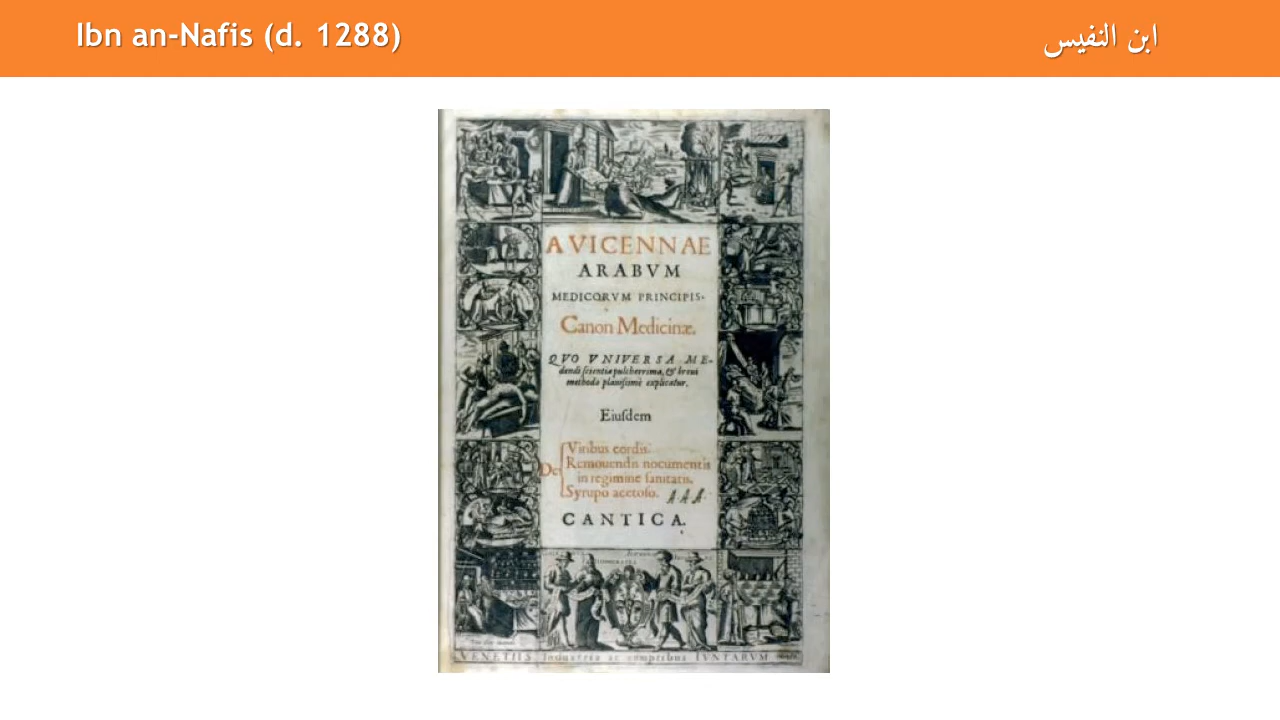 Ibn an-Nafis (d. 1288)
ابن النفيس
AVICENNAE
ARABVM
MEDICORVM PRINCIPIS.
Canon Medicinæ.
QVO VNIVERSA ME-
dendi ſcientia pulcherrima, & breui
methodo planiſſimè explicatur.
Eiuſdem
De
Viribus cordis.
Remouendis nocumentis
in regimine ſanitatis.
Syrupo acetoſo.
CANTICA.
VENETIIS Industria ac sumptibus IVNTARVM